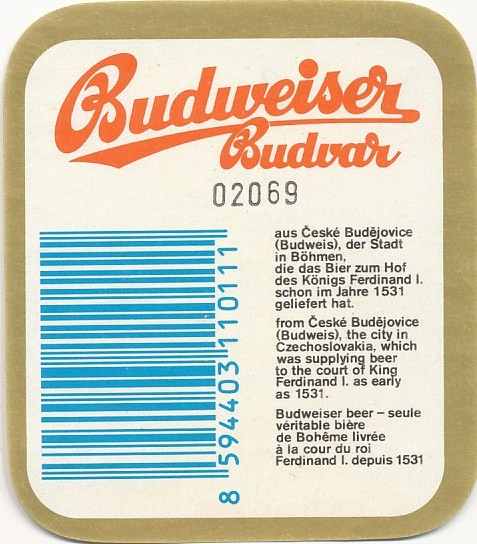 Budweiser
Budvar
02069
8 594403 110111
aus České Budějovice
(Budweis), der Stadt
in Böhmen,
die das Bier zum Hof
des Königs Ferdinand I.
schon im Jahre 1531
geliefert hat.
from České Budějovice
(Budweis), the city in
Czechoslovakia, which
was supplying beer
to the court of King
Ferdinand I. as early
as 1531.
Budweiser beer – seule
véritable bière
de Bohême livrée
à la cour du roi
Ferdinand I. depuis 1531